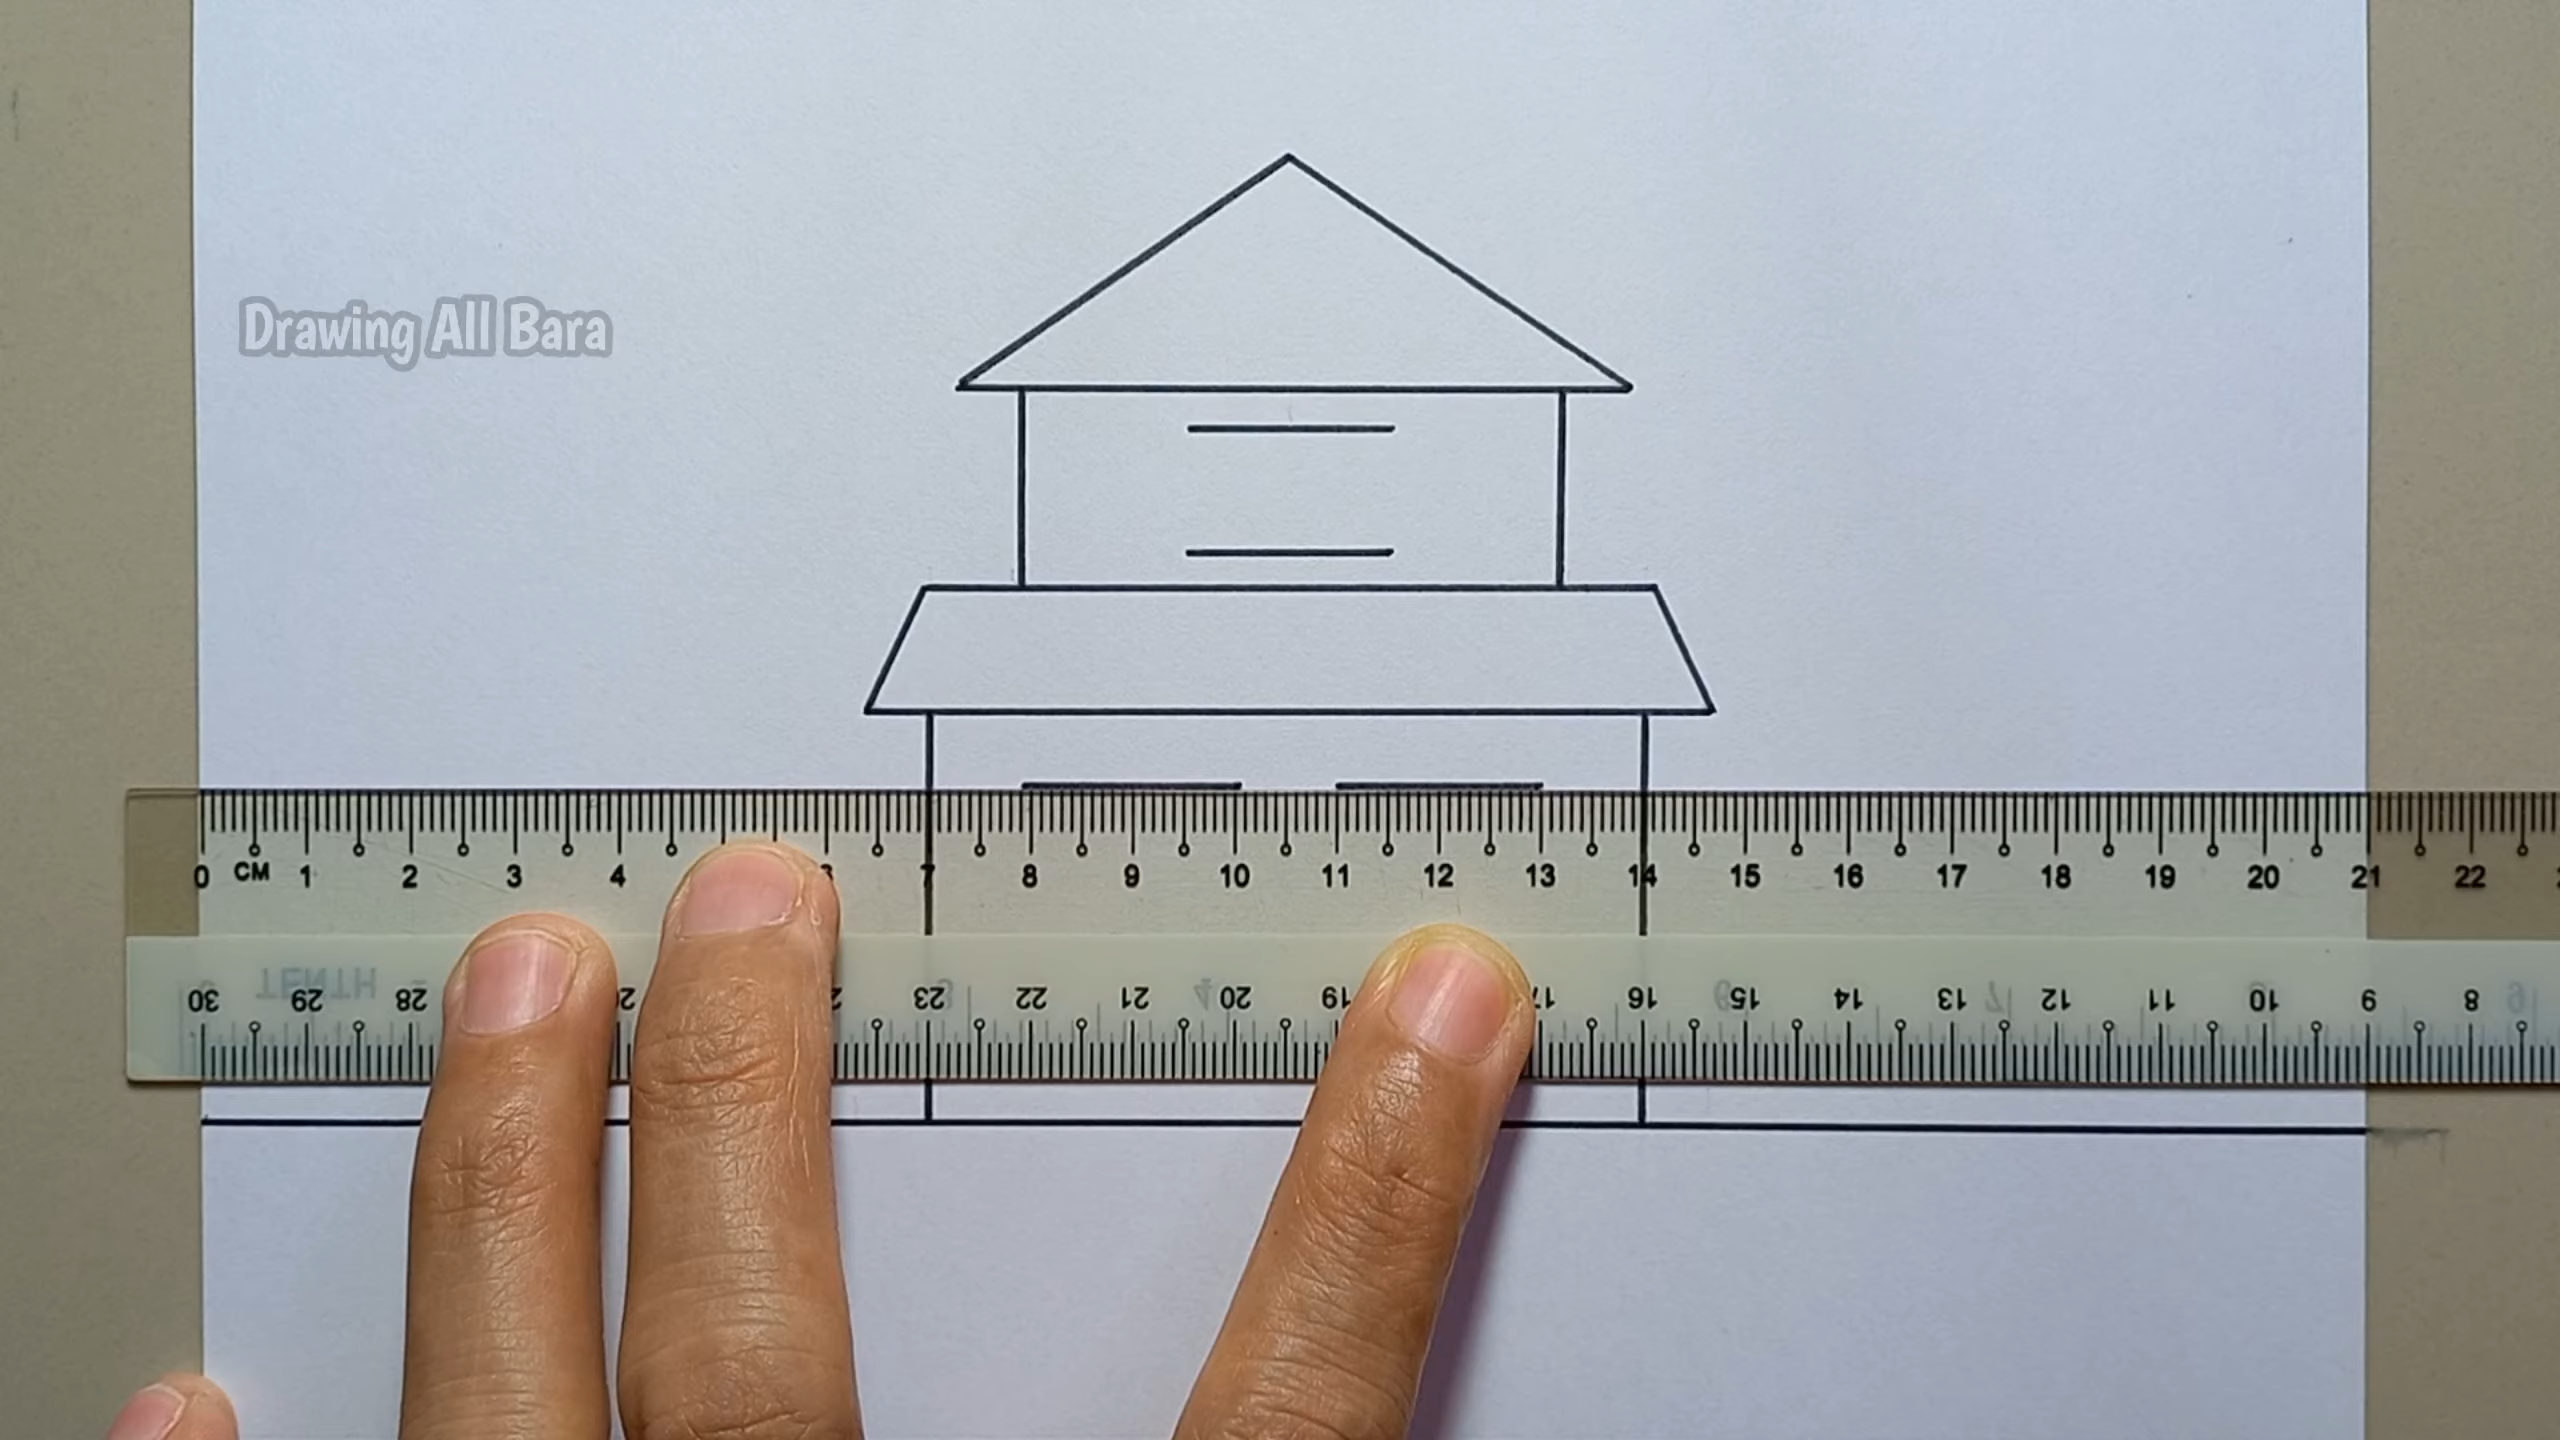 Drawing All Bara
0 CM 1 2 3 4 7 8 9 10 11 12 13 14 15 16 17 18 19 20 21 22
TENTH
30 29 28 23 22 21 20 19 17 16 15 14 13 12 11 10 9 8